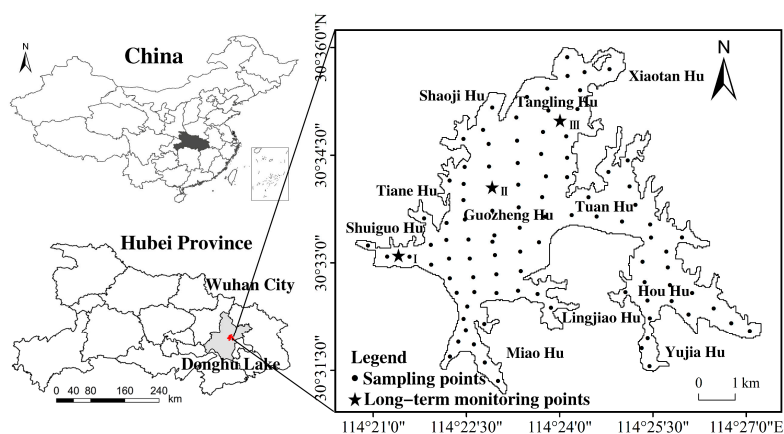 N
China
Hubei Province
Wuhan City
Donghu Lake
0 40 80 160 240
km
30°36'0"N
30°34'30"
30°33'0"
30°31'30"
N
Xiaotan Hu
Shaoji Hu
Tangling Hu
III
Tiane Hu
II
Guozheng Hu
Tuan Hu
Shuiguo Hu
I
Hou Hu
Lingjiao Hu
Miao Hu
Yujia Hu
Legend
Sampling points
Long-term monitoring points
0 1 km
114°21'0" 114°22'30" 114°24'0" 114°25'30" 114°27'0"E